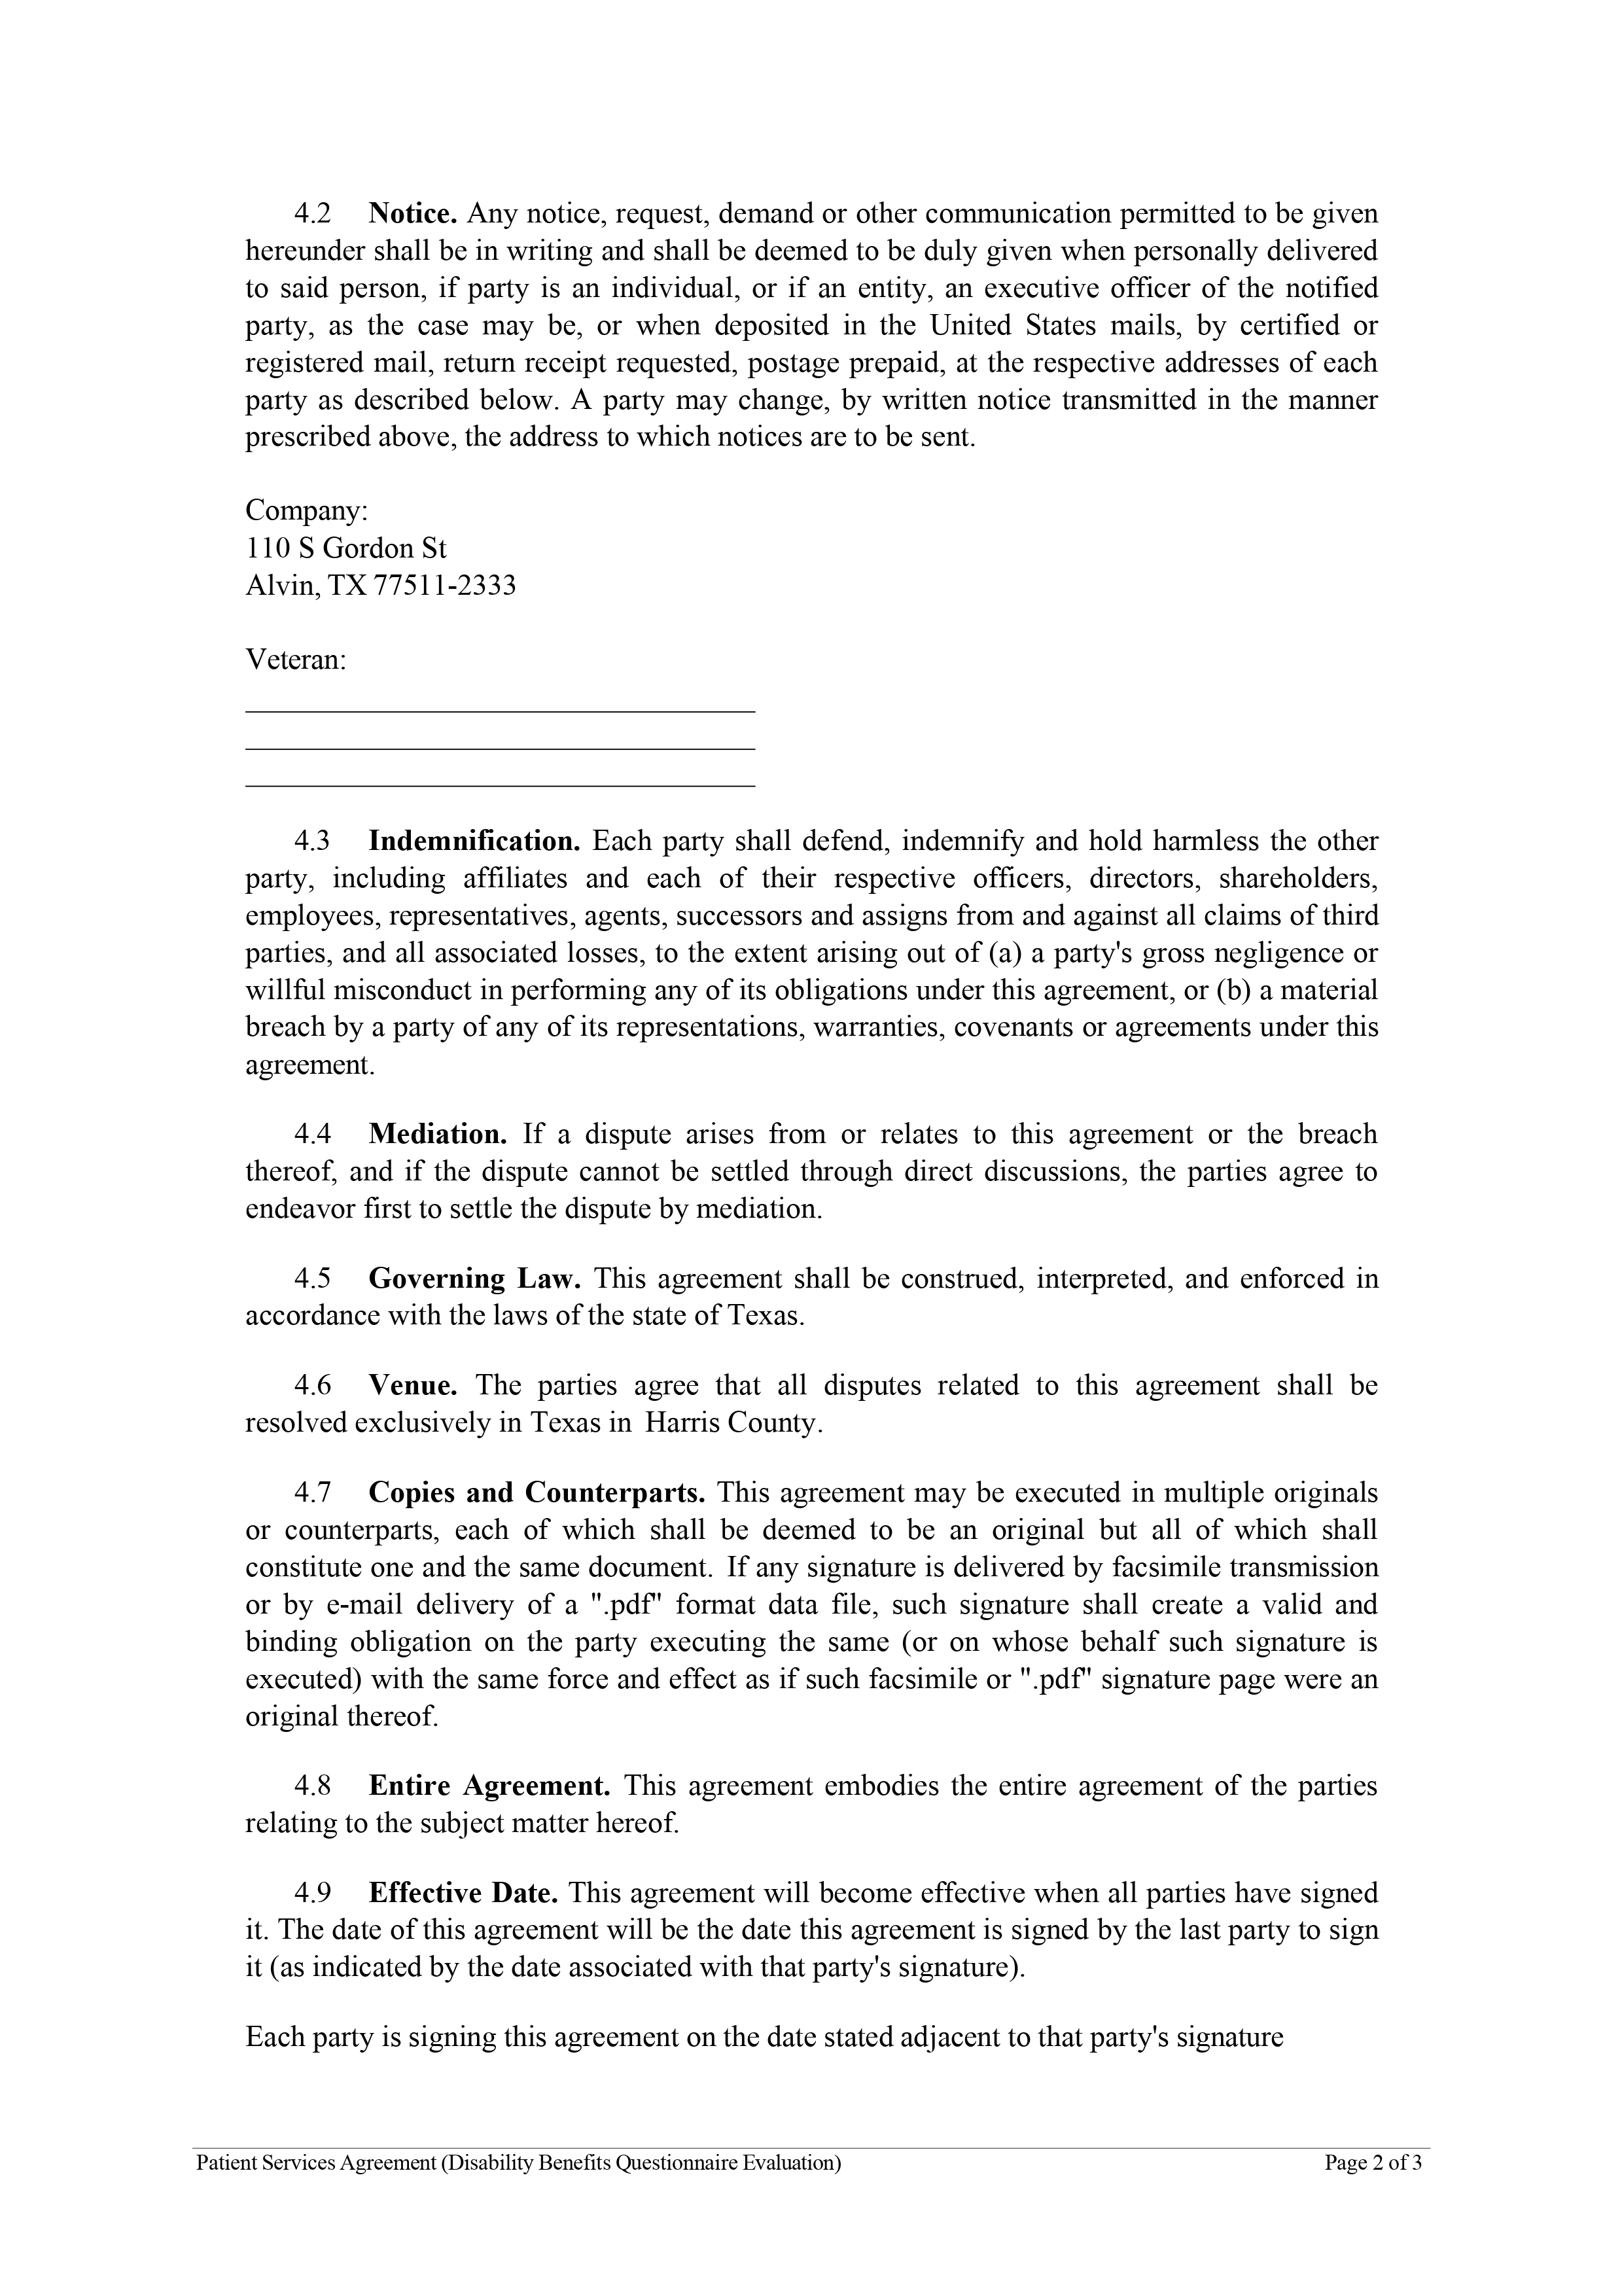 4.2 Notice. Any notice, request, demand or other communication permitted to be given
hereunder shall be in writing and shall be deemed to be duly given when personally delivered
to said person, if party is an individual, or if an entity, an executive officer of the notified
party, as the case may be, or when deposited in the United States mails, by certified or
registered mail, return receipt requested, postage prepaid, at the respective addresses of each
party as described below. A party may change, by written notice transmitted in the manner
prescribed above, the address to which notices are to be sent.
Company:
110 S Gordon St
Alvin, TX 77511-2333
Veteran:
4.3 Indemnification. Each party shall defend, indemnify and hold harmless the other
party, including affiliates and each of their respective officers, directors, shareholders,
employees, representatives, agents, successors and assigns from and against all claims of third
parties, and all associated losses, to the extent arising out of (a) a party's gross negligence or
willful misconduct in performing any of its obligations under this agreement, or (b) a material
breach by a party of any of its representations, warranties, covenants or agreements under this
agreement.
4.4 Mediation. If a dispute arises from or relates to this agreement or the breach
thereof, and if the dispute cannot be settled through direct discussions, the parties agree to
endeavor first to settle the dispute by mediation.
4.5 Governing Law. This agreement shall be construed, interpreted, and enforced in
accordance with the laws of the state of Texas.
4.6 Venue. The parties agree that all disputes related to this agreement shall be
resolved exclusively in Texas in Harris County.
4.7 Copies and Counterparts. This agreement may be executed in multiple originals
or counterparts, each of which shall be deemed to be an original but all of which shall
constitute one and the same document. If any signature is delivered by facsimile transmission
or by e-mail delivery of a ".pdf" format data file, such signature shall create a valid and
binding obligation on the party executing the same (or on whose behalf such signature is
executed) with the same force and effect as if such facsimile or ".pdf" signature page were an
original thereof.
4.8 Entire Agreement. This agreement embodies the entire agreement of the parties
relating to the subject matter hereof.
4.9 Effective Date. This agreement will become effective when all parties have signed
it. The date of this agreement will be the date this agreement is signed by the last party to sign
it (as indicated by the date associated with that party's signature).
Each party is signing this agreement on the date stated adjacent to that party's signature
Patient Services Agreement (Disability Benefits Questionnaire Evaluation) Page 2 of 3